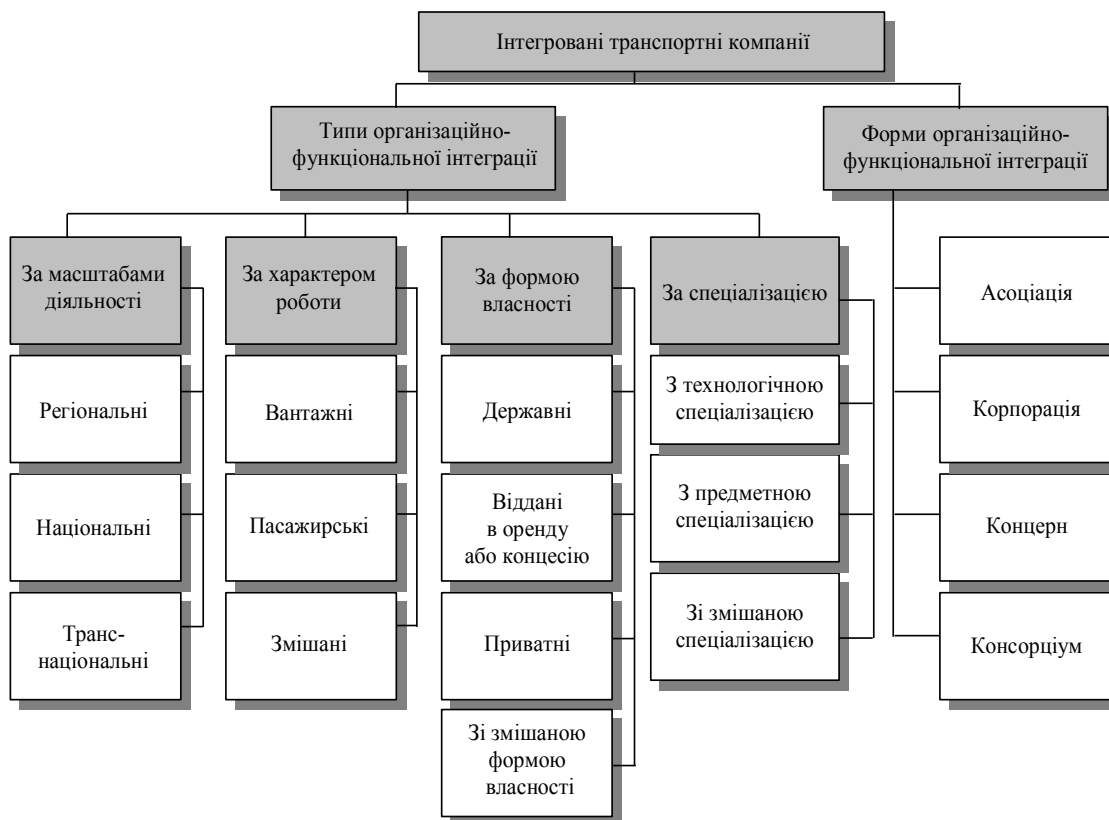 Інтегровані транспортні компанії
Типи організаційно-
функціональної інтеграції
Форми організаційно-
функціональної інтеграції
За масштабами
діяльності
Регіональні
Національні
Транс-
національні
За характером
роботи
Вантажні
Пасажирські
Змішані
За формою
власності
Державні
Віддані
в оренду
або концесію
Приватні
Зі змішаною
формою
власності
За спеціалізацією
З технологічною
спеціалізацією
З предметною
спеціалізацією
Зі змішаною
спеціалізацією
Асоціація
Корпорація
Концерн
Консорціум